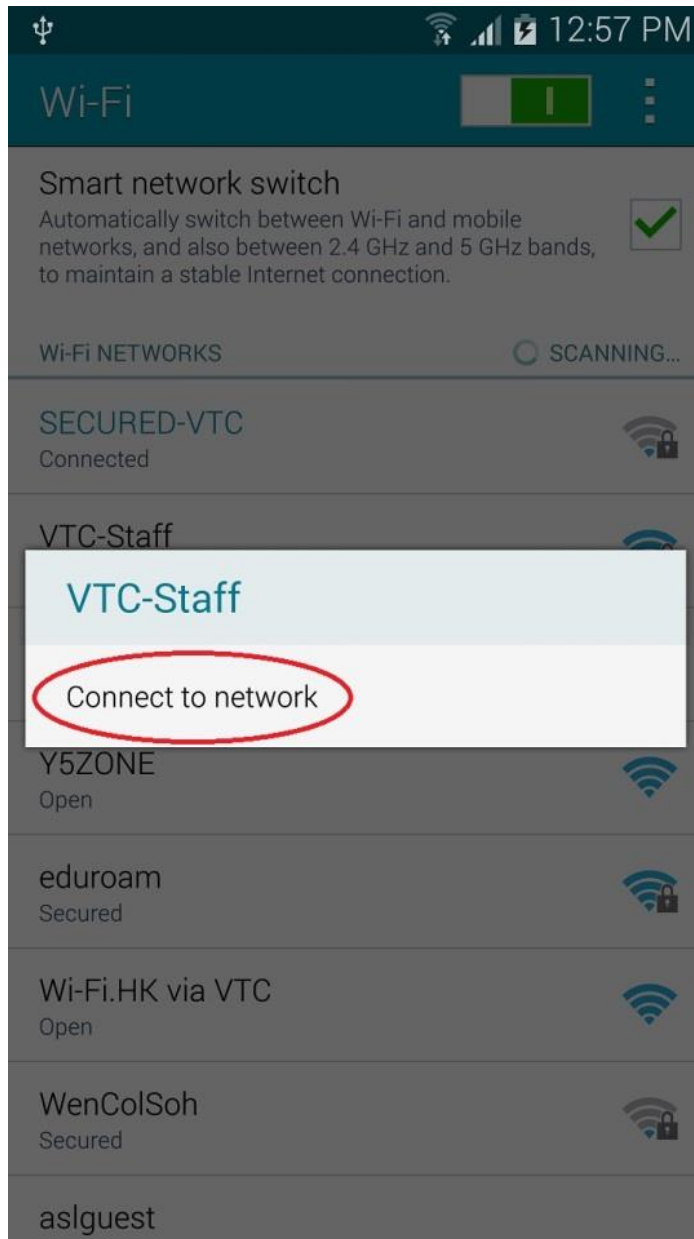 12:57 PM
Wi-Fi
Smart network switch
Automatically switch between Wi-Fi and mobile
networks, and also between 2.4 GHz and 5 GHz bands,
to maintain a stable Internet connection.
Wi-Fi NETWORKS
SCANNING...
SECURED-VTC
Connected
VTC-Staff
VTC-Staff
Connect to network
Y5ZONE
Open
eduroam
Secured
Wi-Fi.HK via VTC
Open
WenColSoh
Secured
aslguest